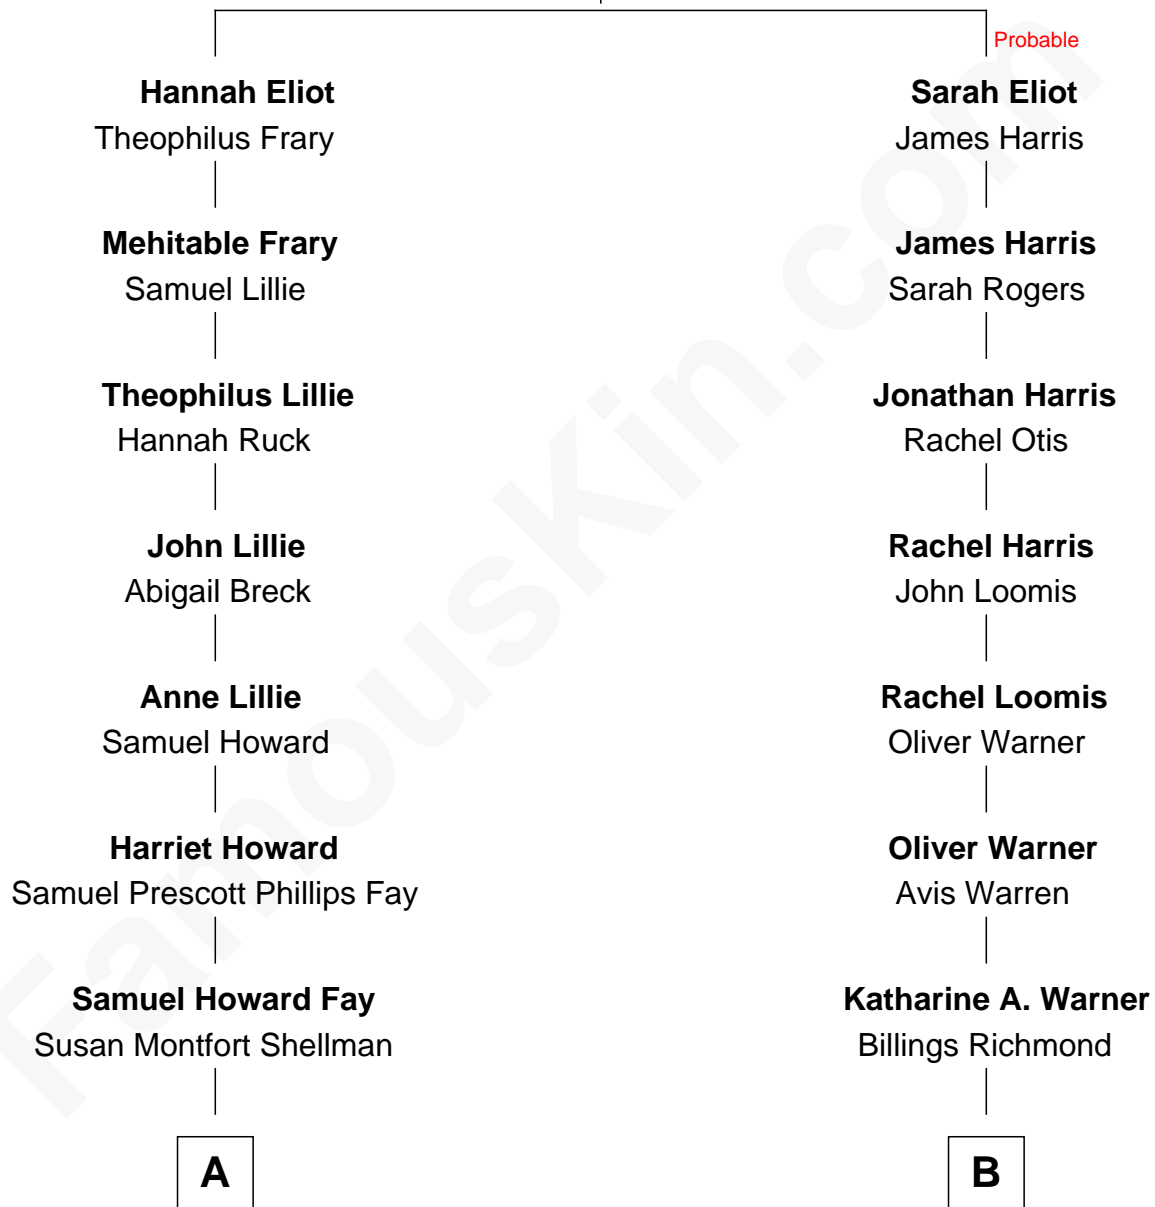 Probable
Hannah Eliot
Theophilus Frary
Sarah Eliot
James Harris
Mehitable Frary
Samuel Lillie
James Harris
Sarah Rogers
Theophilus Lillie
Hannah Ruck
Jonathan Harris
Rachel Otis
John Lillie
Abigail Breck
Rachel Harris
John Loomis
Anne Lillie
Samuel Howard
Rachel Loomis
Oliver Warner
Harriet Howard
Samuel Prescott Phillips Fay
Oliver Warner
Avis Warren
Samuel Howard Fay
Susan Montfort Shellman
Katharine A. Warner
Billings Richmond
A
B
FamousKin.com